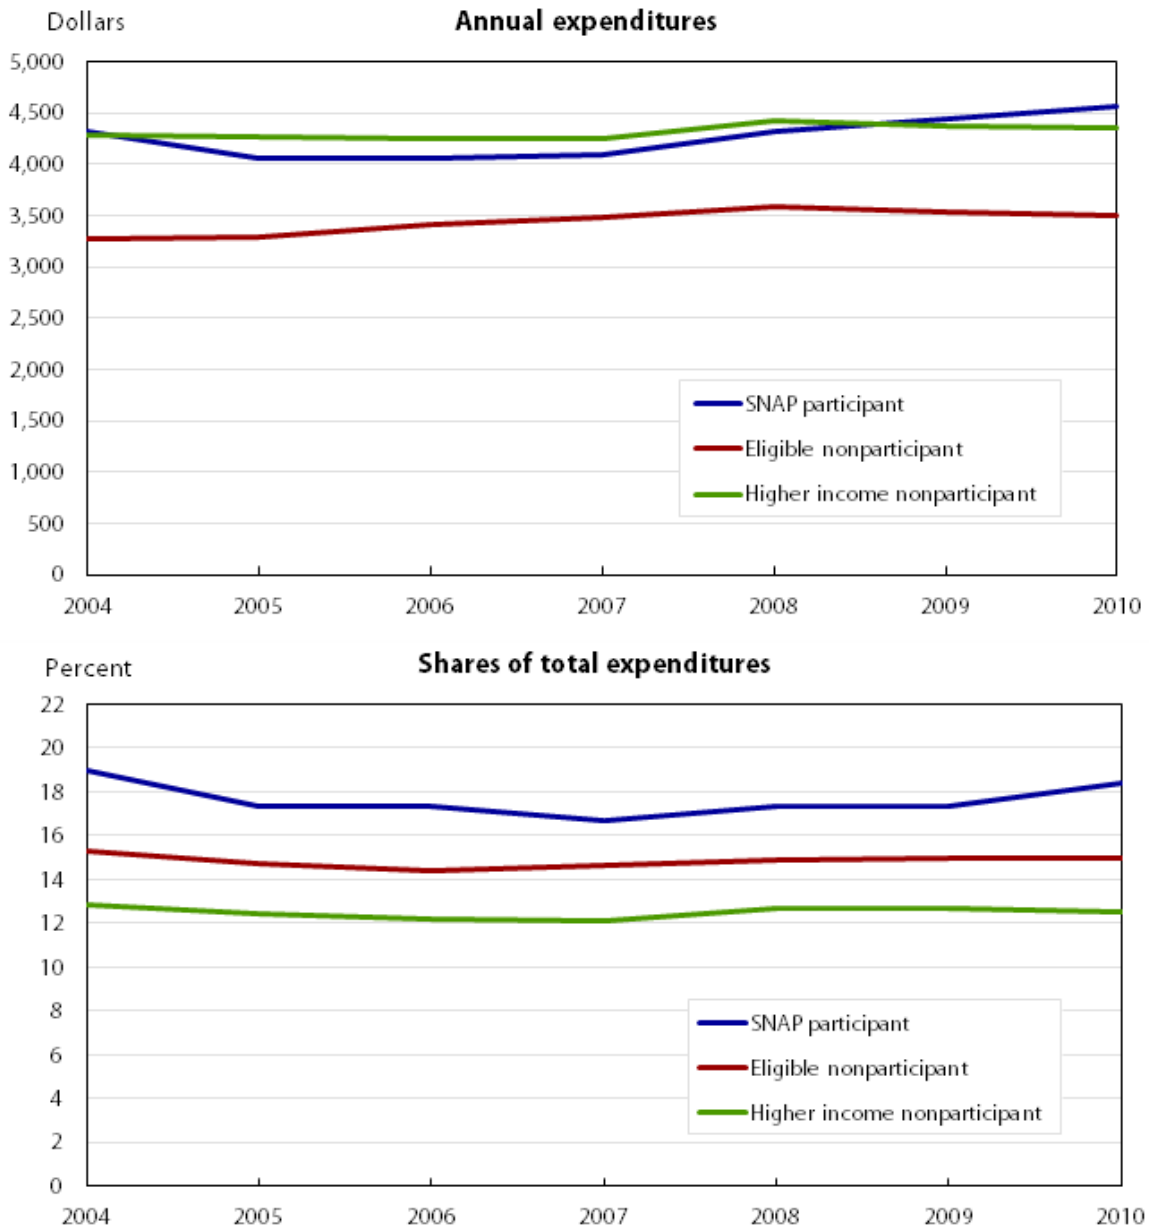 Dollars
Annual expenditures
5,000
4,500
4,000
3,500
3,000
2,500
2,000
1,500
1,000
500
0
SNAP participant
Eligible nonparticipant
Higher income nonparticipant
2004 2005 2006 2007 2008 2009 2010
Percent
Shares of total expenditures
22
20
18
16
14
12
10
8
6
4
2
0
SNAP participant
Eligible nonparticipant
Higher income nonparticipant
2004 2005 2006 2007 2008 2009 2010